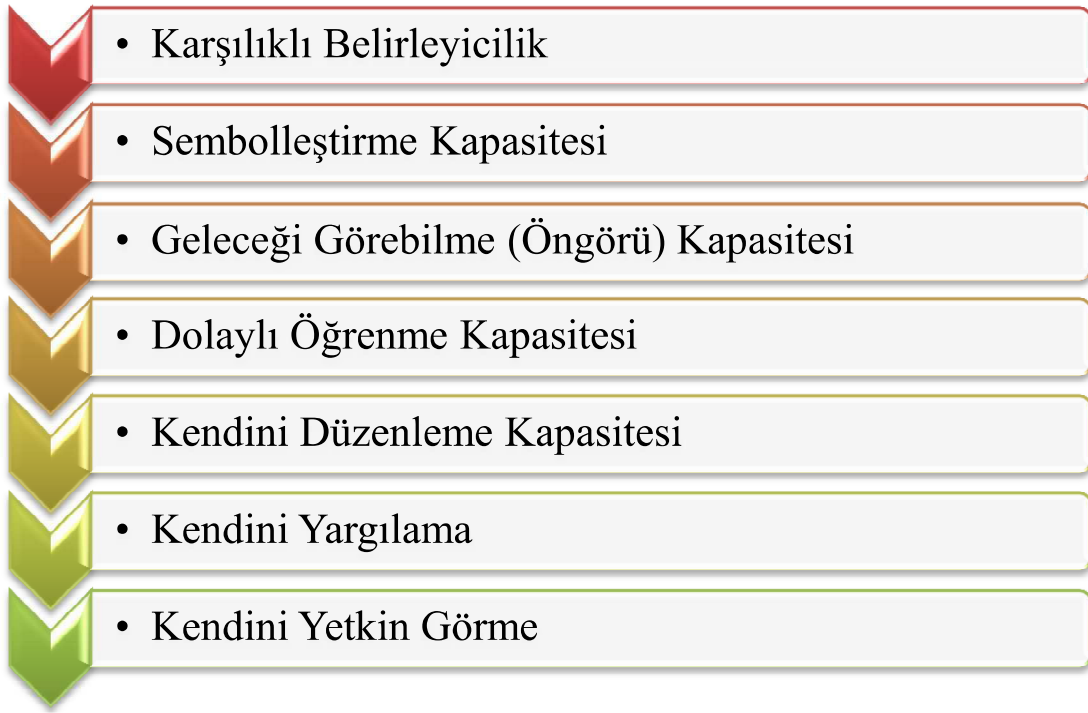 • Karşılıklı Belirleyicilik
• Sembolleştirme Kapasitesi
• Geleceği Görebilme (Öngörü) Kapasitesi
• Dolaylı Öğrenme Kapasitesi
• Kendini Düzenleme Kapasitesi
• Kendini Yargılama
• Kendini Yetkin Görme